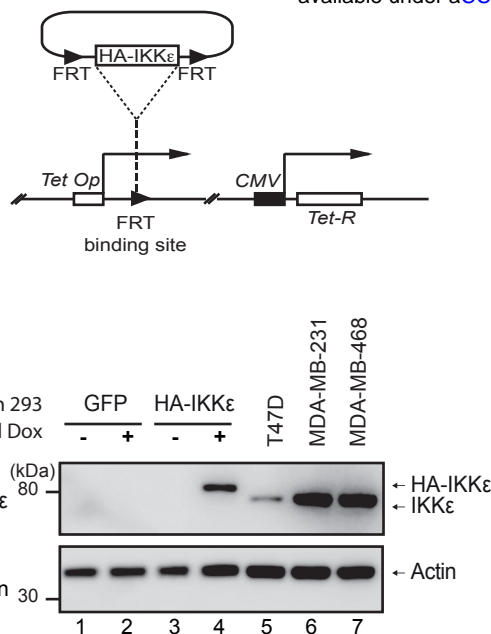 available under a
HA-IKKε
FRT FRT
Tet Op CMV
FRT Tet-R
binding site
T47D
MDA-MB-231
MDA-MB-468
293 GFP HA-IKKε
Dox - + - +
(kDa)
80 ← HA-IKKε
← IKKε
← Actin
30
1 2 3 4 5 6 7